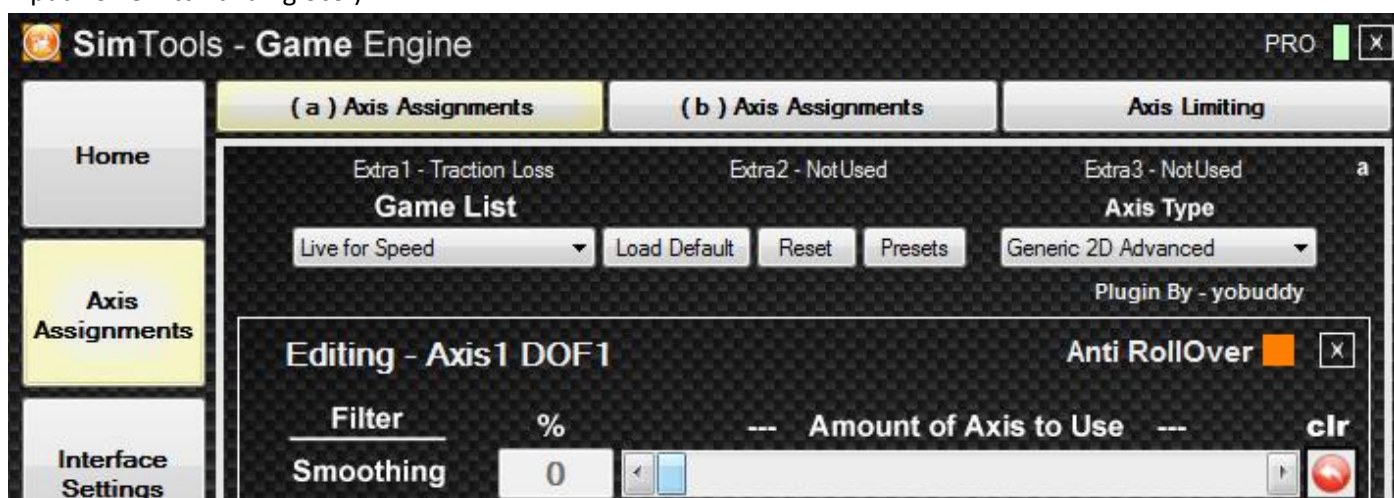 SimTools - Game Engine PRO X
( a ) Axis Assignments ( b ) Axis Assignments Axis Limiting
Home
Extra1 - Traction Loss Extra2 - NotUsed Extra3 - NotUsed a
Game List Axis Type
Live for Speed Load Default Reset Presets Generic 2D Advanced
Plugin By - yobuddy
Axis
Assignments
Editing - Axis1 DOF1 Anti RollOver X
Filter % --- Amount of Axis to Use --- clr
Interface
Settings
Smoothing 0